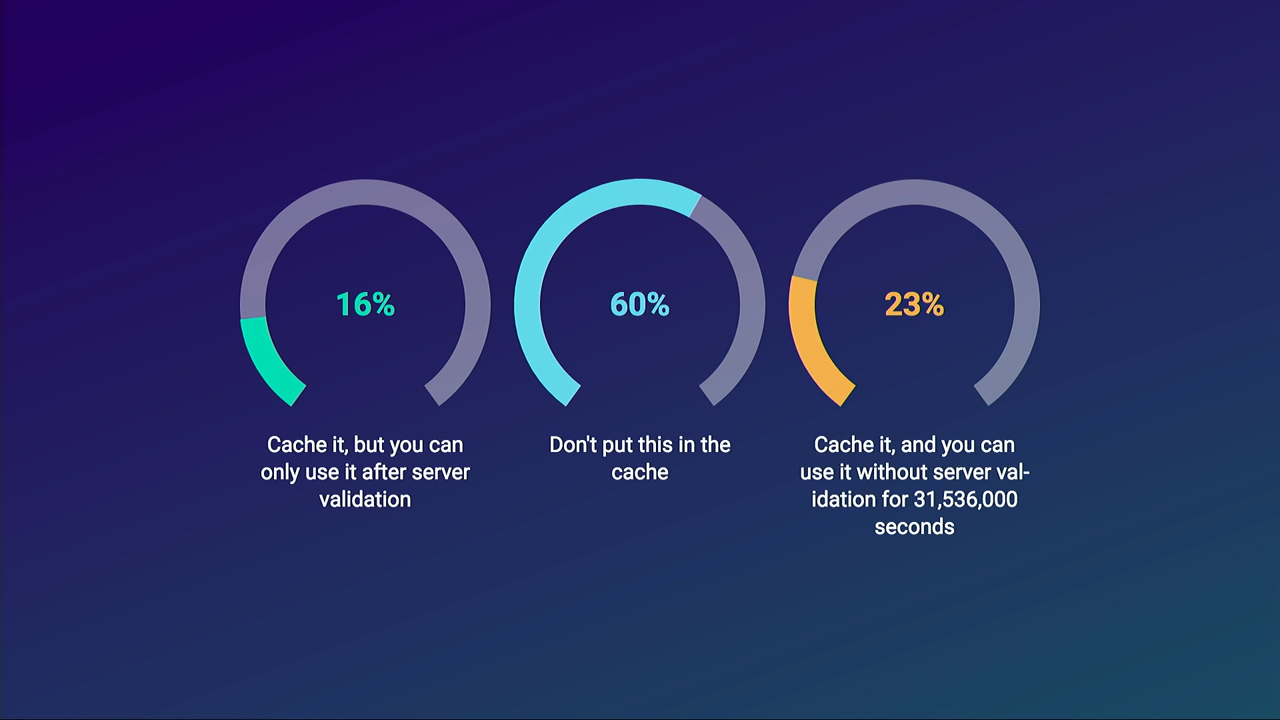 16%
Cache it, but you can
only use it after server
validation
60%
Don't put this in the
cache
23%
Cache it, and you can
use it without server val-
idation for 31,536,000
seconds